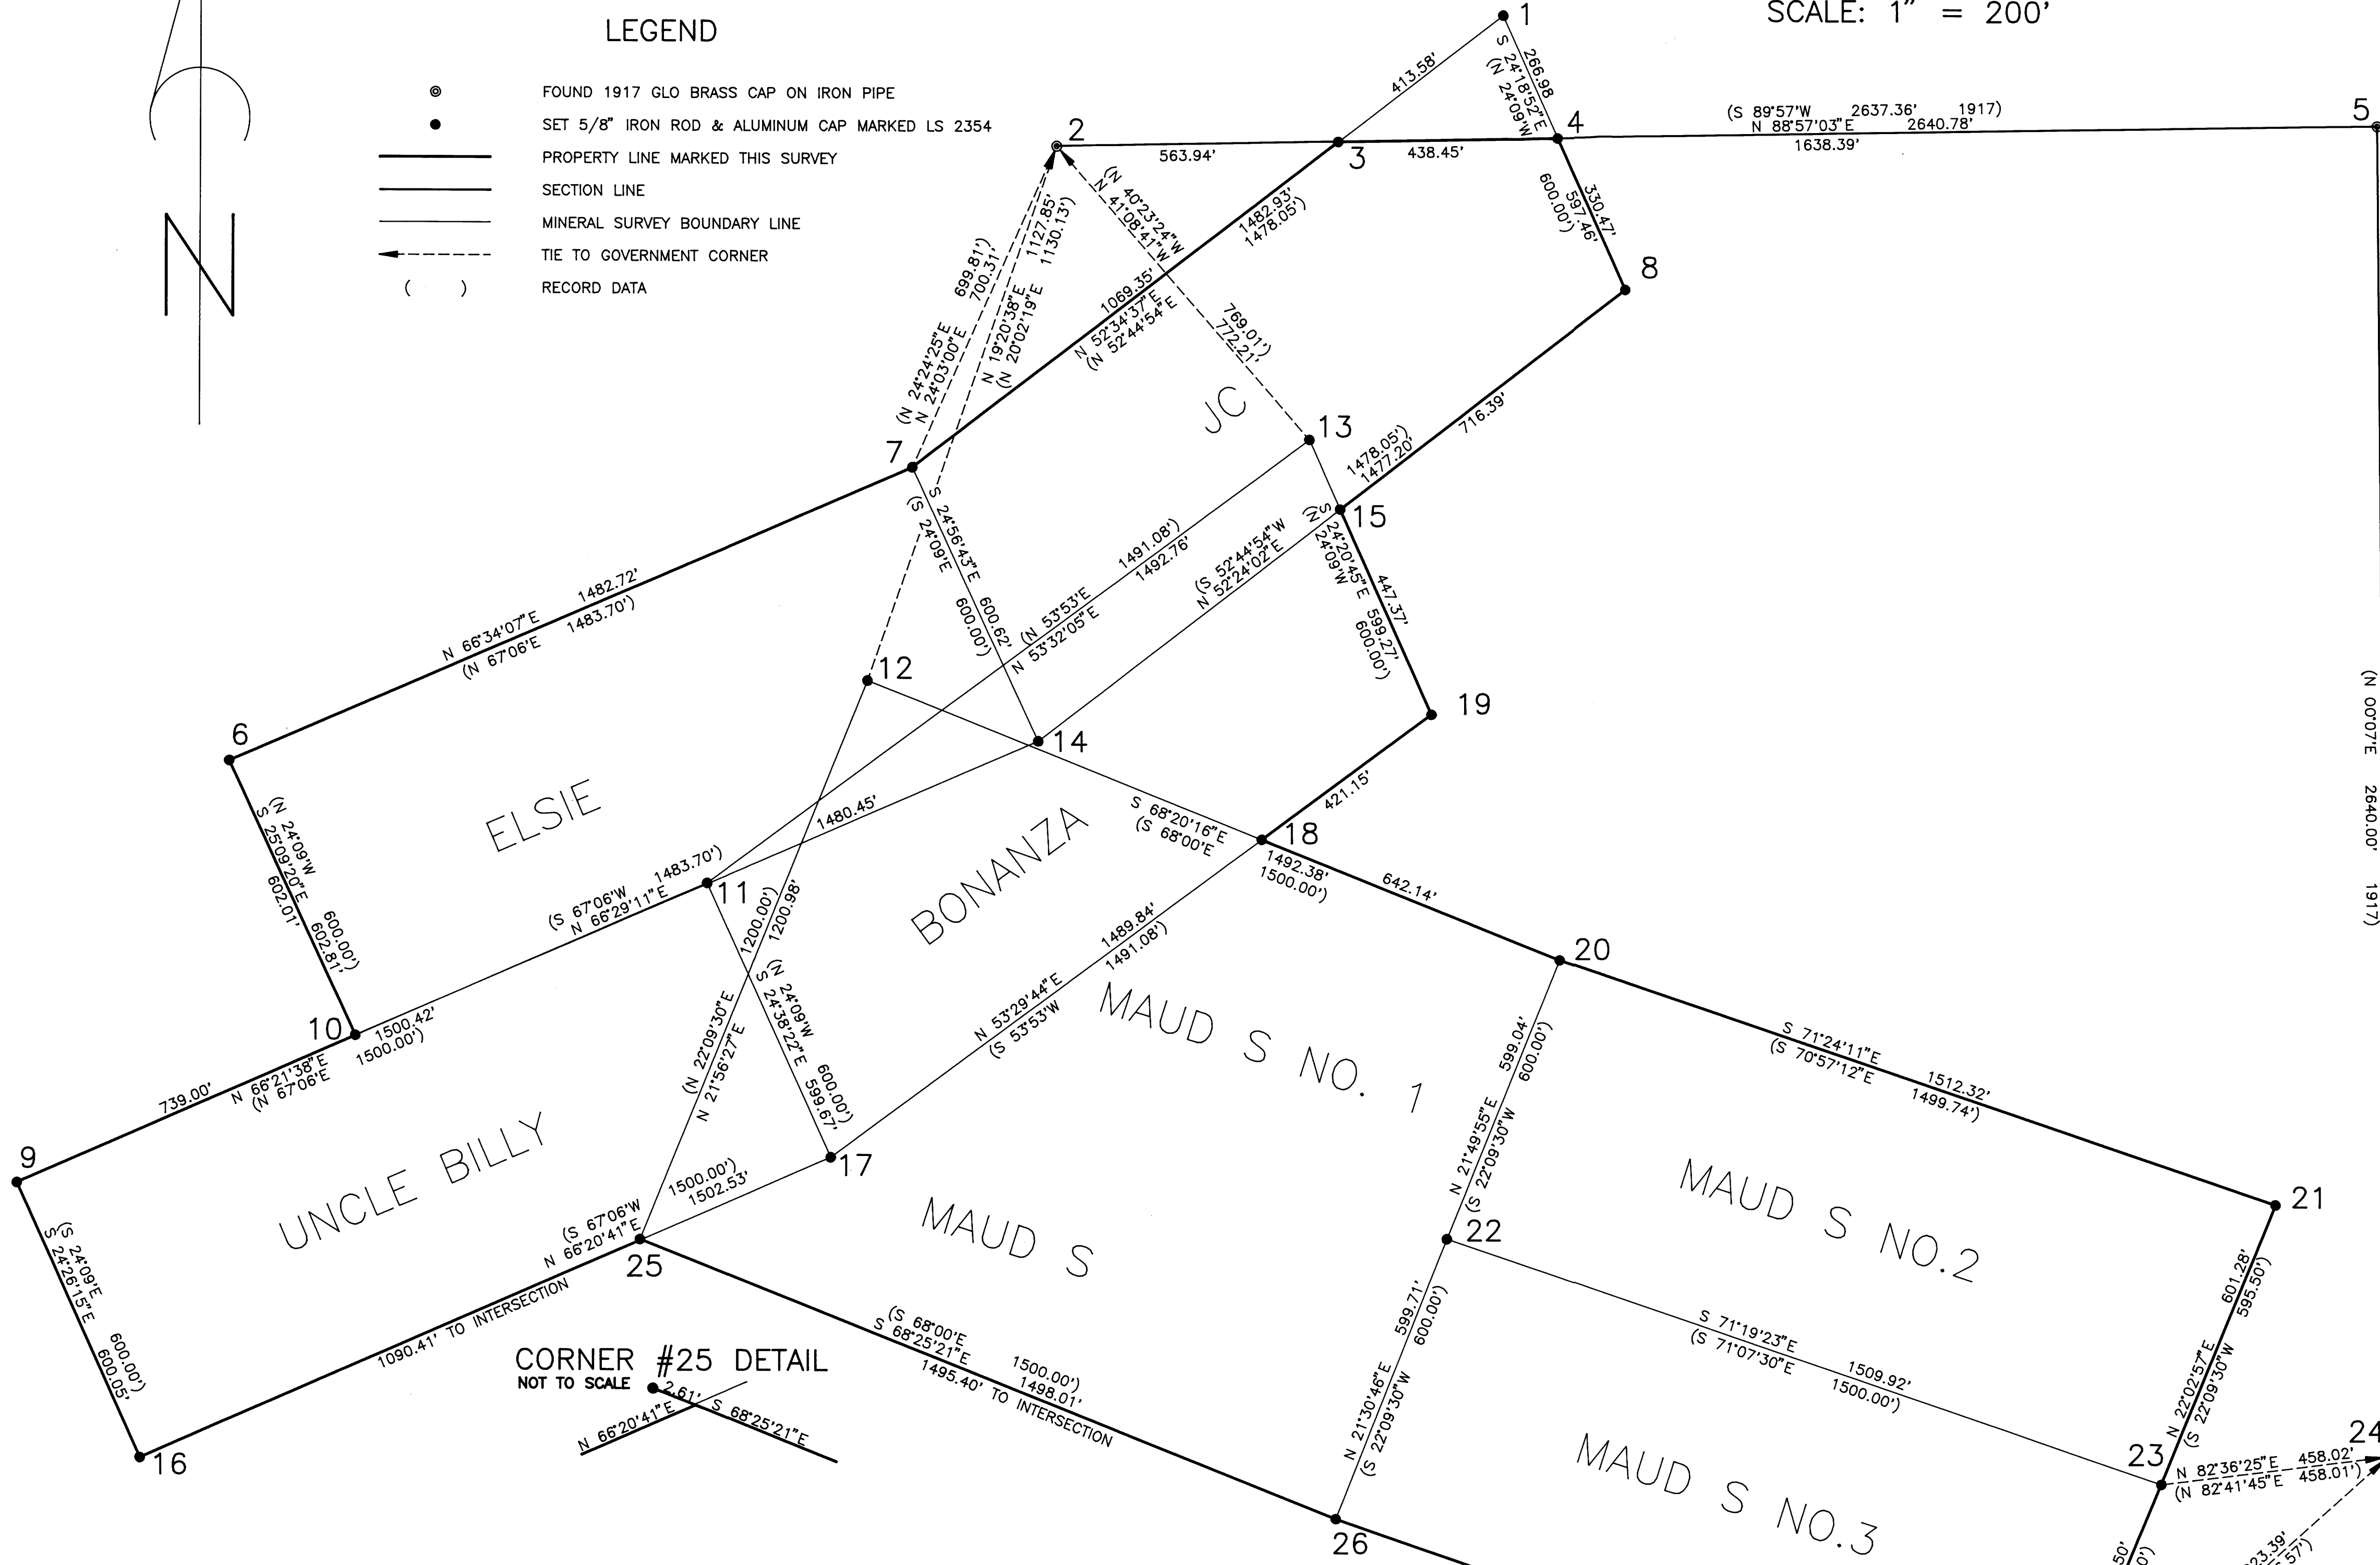 LEGEND
FOUND 1917 GLO BRASS CAP ON IRON PIPE
SET 5/8" IRON ROD & ALUMINUM CAP MARKED LS 2354
PROPERTY LINE MARKED THIS SURVEY
SECTION LINE
MINERAL SURVEY BOUNDARY LINE
TIE TO GOVERNMENT CORNER
( )
RECORD DATA
N
SCALE: 1" = 200'
1
413.58'
266.98
S 24°18'52"E
(N 24°09'W
2
563.94'
3
438.45'
4
(S 89°57'W 2637.36' 1917)
N 88°57'03"E 2640.78'
1638.39'
5
330.47'
597.46'
600.00')
8
(N 40°23'24"W
N 41°08'41"W
769.01')
772.21'
1482.93'
1478.05')
1069.35'
N 52°34'37"E
(N 52°44'54"E
699.81')
700.31'
(N 24°24'25"E
N 24°03'00"E
1127.85'
1130.13')
N 19°20'38"E
(N 20°02'19"E
JC
13
7
716.39'
1478.05')
1477.20'
15
(S 52°44'54"W
N 52°24'02"E
1491.08')
1492.76'
(N 53°53'E
N 53°32'05"E
S 24°56'43"E 600.62'
(S 24°09'E 600.00')
447.37'
S 24°20'45"E 599.27'
(N 24°09'W 600.00')
1482.72'
N 66°34'07"E
(N 67°06'E 1483.70')
6
12
14
19
ELSIE
(N 24°09'W 600.00')
S 25°09'20"E 602.81'
602.01'
1480.45'
S 68°20'16"E
(S 68°00'E
421.15'
18
1492.38'
1500.00')
642.14'
BONANZA
(S 67°06'W 1483.70')
N 66°29'11"E
11
1200.00')
1200.98'
(N 22°09'30"E
N 21°56'27"E
(N 24°09'W 600.00')
S 24°38'22"E 599.67'
1489.84'
1491.08')
N 53°29'44"E
(S 53°53'W
20
10
1500.42'
1500.00')
739.00'
N 66°21'38"E
(N 67°06'E
MAUD S NO. 1
599.04'
600.00')
N 21°49'55"E
(S 22°09'30"W
S 71°24'11"E 1512.32'
(S 70°57'12"E 1499.74')
9
UNCLE BILLY
17
MAUD S
MAUD S NO.2
21
(S 24°09'E 600.00')
S 24°26'15"E 600.05'
(S 67°06'W 1500.00')
N 66°20'41"E 1502.53'
25
22
1090.41' TO INTERSECTION
(S 68°00'E 1500.00')
S 68°25'21"E 1498.01'
1495.40' TO INTERSECTION
599.71'
600.00')
N 21°30'46"E
(S 22°09'30"W
S 71°19'23"E 1509.92'
(S 71°07'30"E 1500.00')
601.28'
595.50')
N 22°02'57"E
(S 22°09'30"W
CORNER #25 DETAIL
NOT TO SCALE
2.61'
S 68°25'21"E
N 66°20'41"E
16
MAUD S NO.3
23
24
N 82°36'25"E 458.02'
(N 82°41'45"E 458.01')
26
(N 00°07'E 2640.00' 1917)